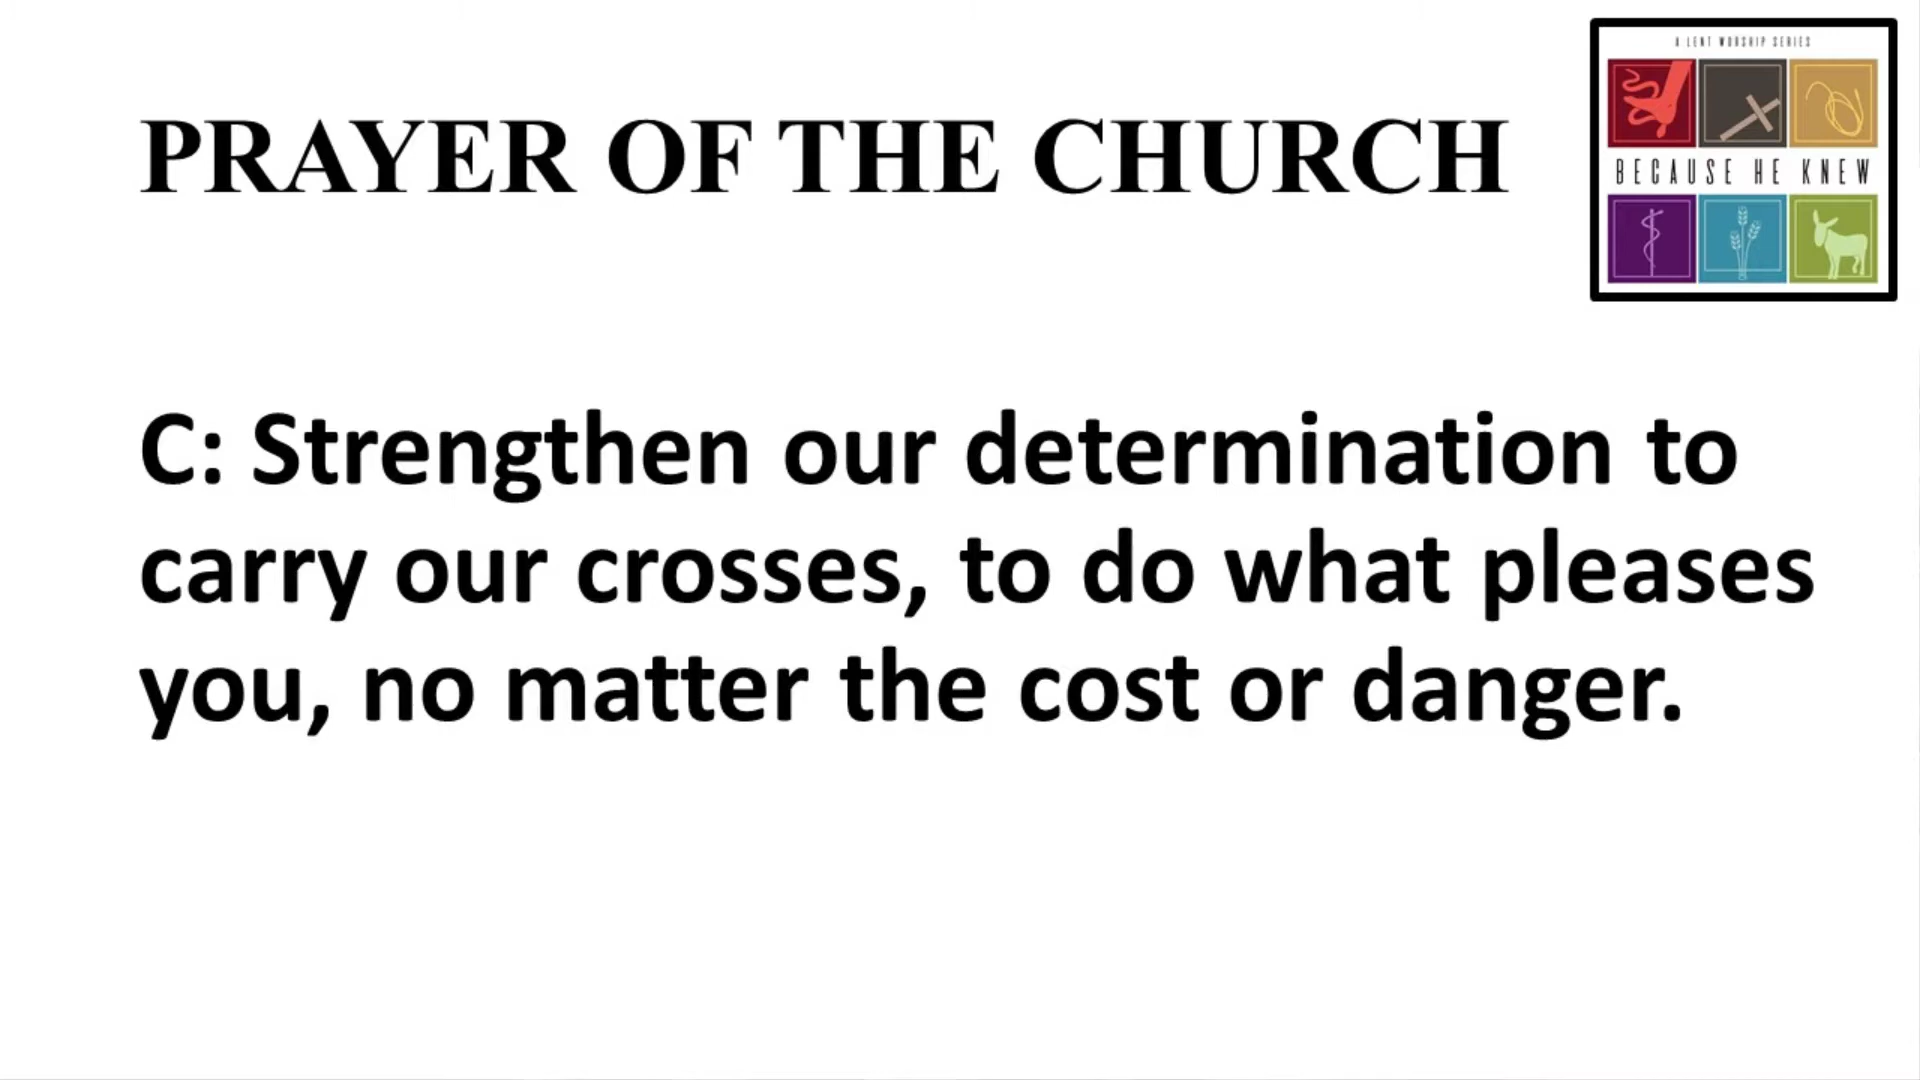 A LENT WORSHIP SERIES
BECAUSE HE KNEW
PRAYER OF THE CHURCH
C: Strengthen our determination to
carry our crosses, to do what pleases
you, no matter the cost or danger.